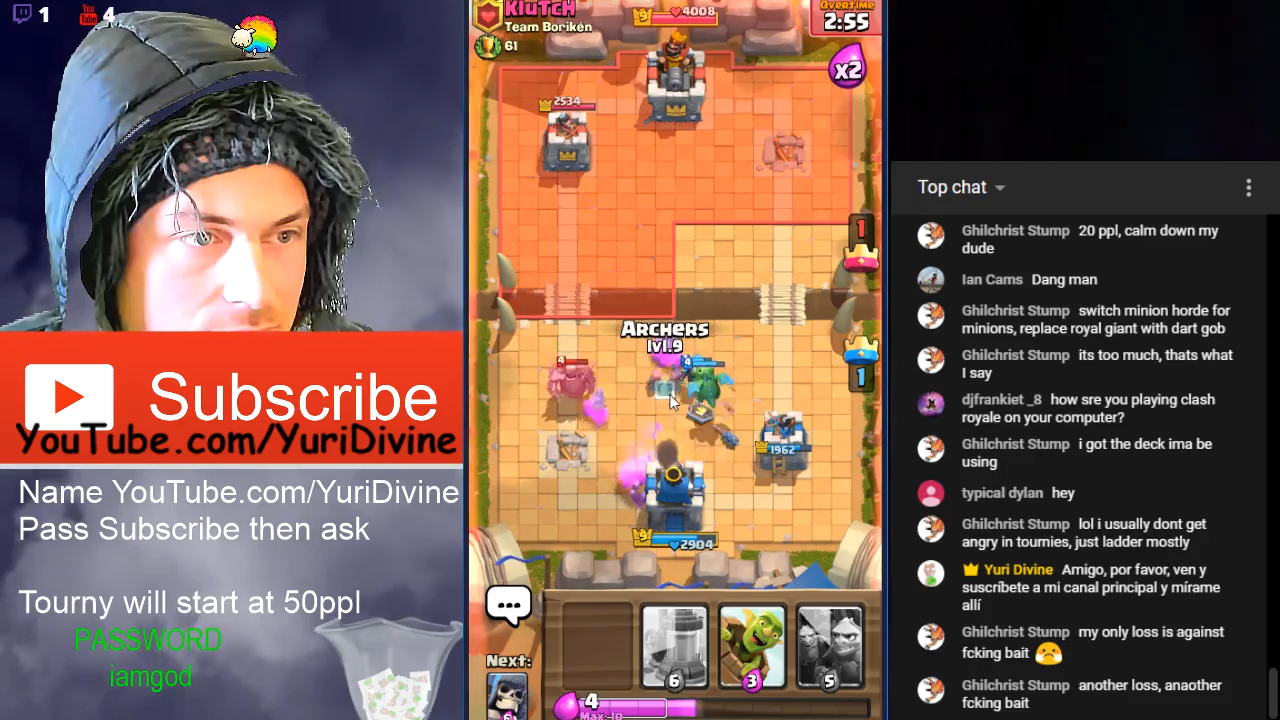 1
4
Subscribe
YouTube.com/YuriDivine
Name YouTube.com/YuriDivine
Pass Subscribe then ask
Tourny will start at 50ppl
PASSWORD
iamgod
KlutcH
Team Borikén
61
9
4008
Overtime
2:55
x2
2534
1
1
Archers
lvl.9
4
4
1962
9
2904
...
Next:
6
6
3
5
4
Max: 10
Top chat
Ghilchrist Stump 20 ppl, calm down my
dude
Ian Cams Dang man
Ghilchrist Stump switch minion horde for
minions, replace royal giant with dart gob
Ghilchrist Stump its too much, thats what
I say
djfrankiet _8 how sre you playing clash
royale on your computer?
Ghilchrist Stump i got the deck ima be
using
typical dylan hey
Ghilchrist Stump lol i usually dont get
angry in tournies, just ladder mostly
Yuri Divine Amigo, por favor, ven y
suscríbete a mi canal principal y mírame
allí
Ghilchrist Stump my only loss is against
fcking bait
Ghilchrist Stump another loss, anaother
fcking bait